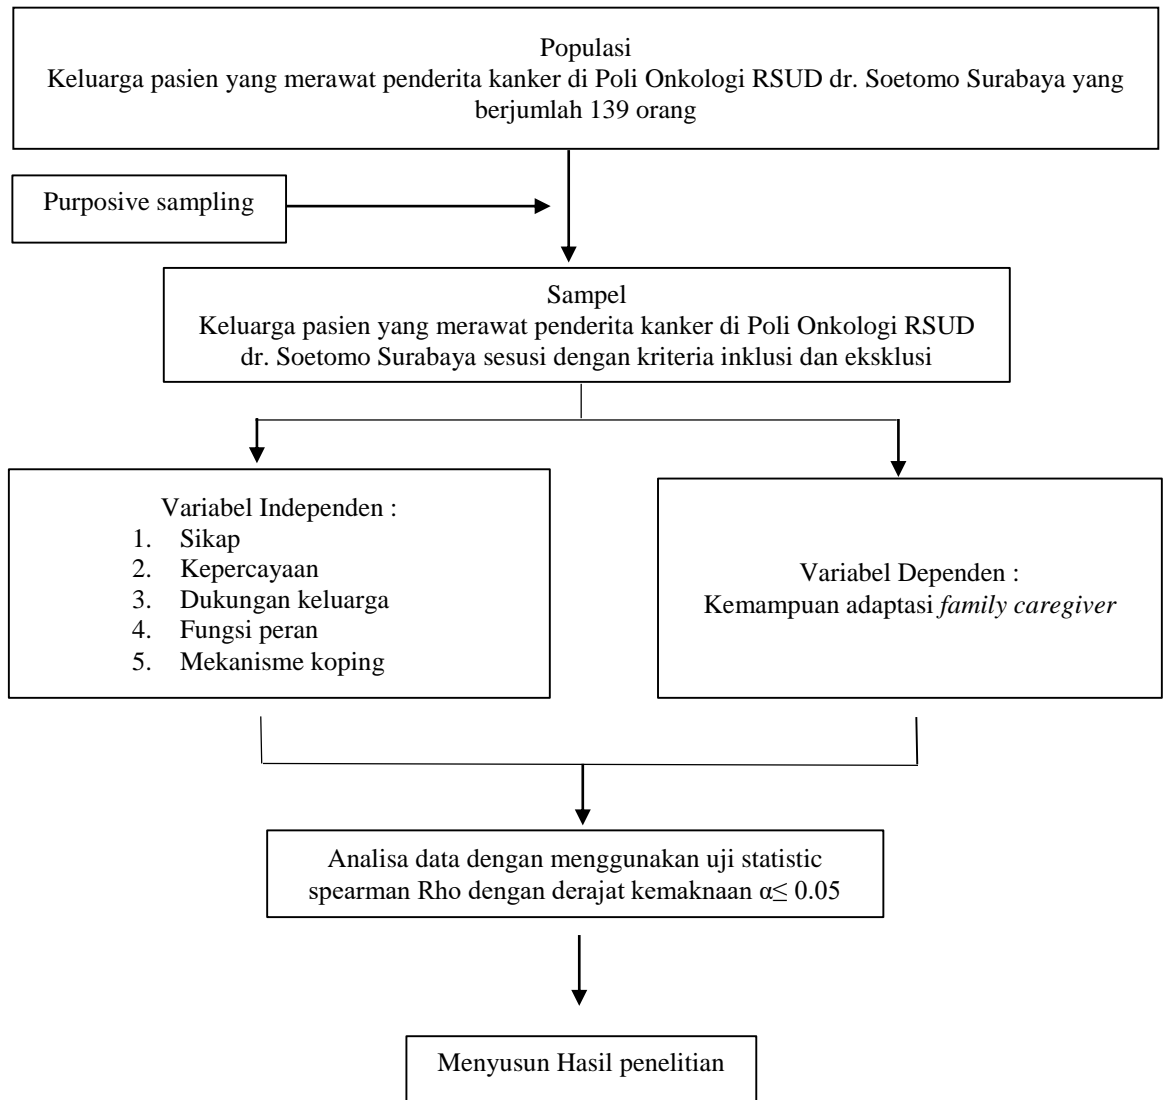 Populasi
Keluarga pasien yang merawat penderita kanker di Poli Onkologi RSUD dr. Soetomo Surabaya yang
berjumlah 139 orang
Purposive sampling
Sampel
Keluarga pasien yang merawat penderita kanker di Poli Onkologi RSUD
dr. Soetomo Surabaya sesusi dengan kriteria inklusi dan eksklusi
Variabel Independen :
1. Sikap
2. Kepercayaan
3. Dukungan keluarga
4. Fungsi peran
5. Mekanisme koping
Variabel Dependen :
Kemampuan adaptasi family caregiver
Analisa data dengan menggunakan uji statistic
spearman Rho dengan derajat kemaknaan α≤ 0.05
Menyusun Hasil penelitian